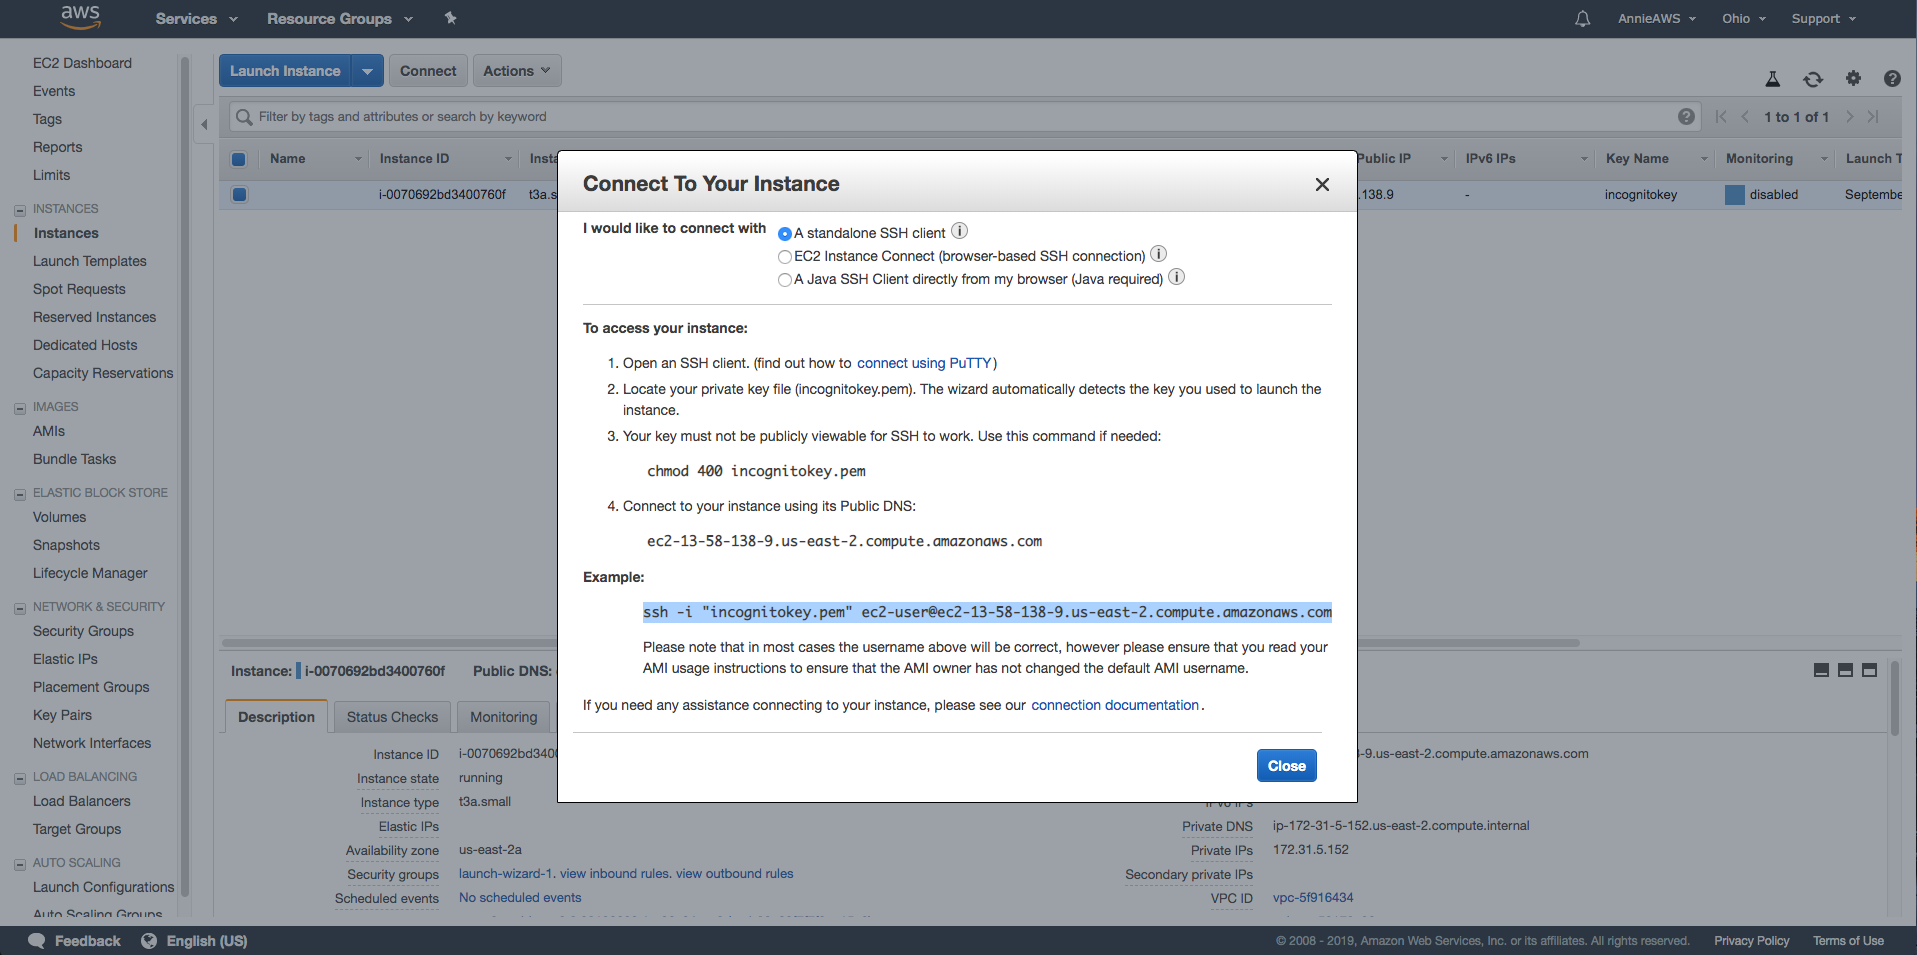 aws
Services
Resource Groups
AnnieAWS
Ohio
Support
EC2 Dashboard
Events
Tags
Reports
Limits
INSTANCES
Instances
Launch Templates
Spot Requests
Reserved Instances
Dedicated Hosts
Capacity Reservations
IMAGES
AMIs
Bundle Tasks
ELASTIC BLOCK STORE
Volumes
Snapshots
Lifecycle Manager
NETWORK & SECURITY
Security Groups
Elastic IPs
Placement Groups
Key Pairs
Network Interfaces
LOAD BALANCING
Load Balancers
Target Groups
AUTO SCALING
Launch Configurations
Auto Scaling Groups
Launch Instance
Connect
Actions
Filter by tags and attributes or search by keyword
1 to 1 of 1
Name Instance ID Insta Public IP IPv6 IPs Key Name Monitoring Launch T
i-0070692bd3400760f t3a.s .138.9 - incognitokey disabled Septembe
Connect To Your Instance
I would like to connect with
A standalone SSH client
EC2 Instance Connect (browser-based SSH connection)
A Java SSH Client directly from my browser (Java required)
To access your instance:
1. Open an SSH client. (find out how to connect using PuTTY)
2. Locate your private key file (incognitokey.pem). The wizard automatically detects the key you used to launch the
instance.
3. Your key must not be publicly viewable for SSH to work. Use this command if needed:
chmod 400 incognitokey.pem
4. Connect to your instance using its Public DNS:
ec2-13-58-138-9.us-east-2.compute.amazonaws.com
Example:
ssh -i "incognitokey.pem" ec2-user@ec2-13-58-138-9.us-east-2.compute.amazonaws.com
Please note that in most cases the username above will be correct, however please ensure that you read your
AMI usage instructions to ensure that the AMI owner has not changed the default AMI username.
If you need any assistance connecting to your instance, please see our connection documentation.
Close
Instance: i-0070692bd3400760f Public DNS:
Description
Status Checks
Monitoring
Instance ID i-0070692bd3400
Instance state running
Instance type t3a.small
Elastic IPs
Availability zone us-east-2a
Security groups launch-wizard-1. view inbound rules. view outbound rules
Scheduled events No scheduled events
-9.us-east-2.compute.amazonaws.com
IPv6 IPs
Private DNS ip-172-31-5-152.us-east-2.compute.internal
Private IPs 172.31.5.152
Secondary private IPs
VPC ID vpc-5f916434
Feedback
English (US)
© 2008 - 2019, Amazon Web Services, Inc. or its affiliates. All rights reserved.
Privacy Policy
Terms of Use